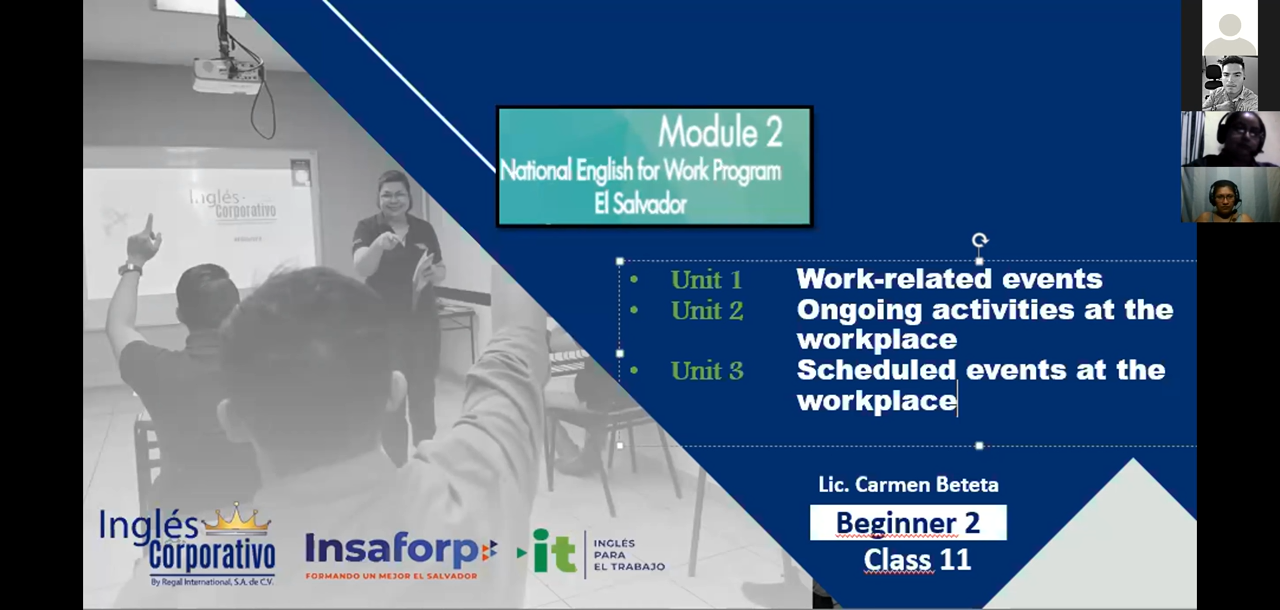 Module 2
National English for Work Program
El Salvador
• Unit 1 Work-related events
• Unit 2 Ongoing activities at the
workplace
• Unit 3 Scheduled events at the
workplace
Lic. Carmen Beteta
Beginner 2
Class 11
Inglés
Corporativo
Inglés
Corporativo
By Regal International, S.A. de C.V.
Insaforp
FORMANDO UN MEJOR EL SALVADOR
it
INGLÉS
PARA
EL TRABAJO